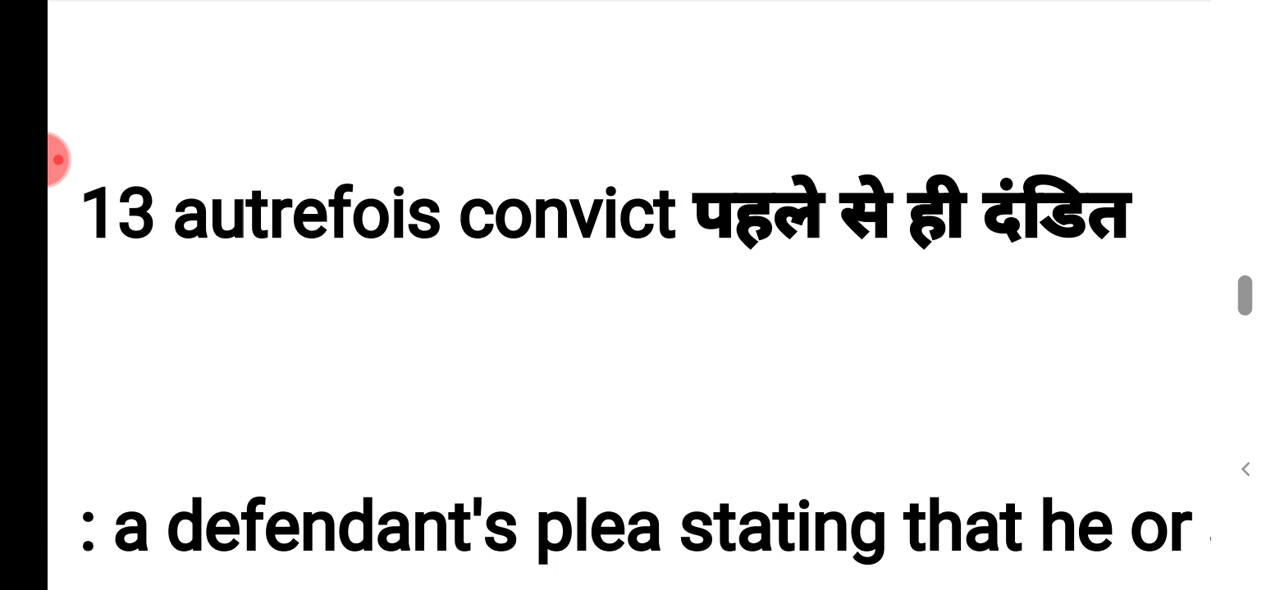 13 autrefois convict पहले से ही दंडित
: a defendant's plea stating that he or